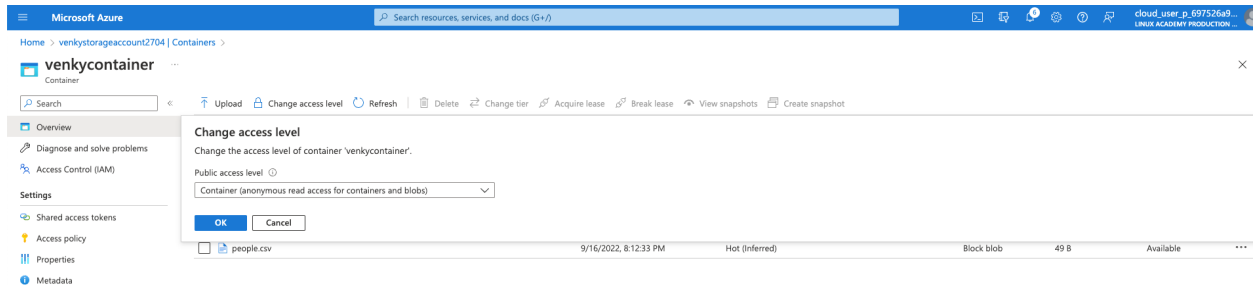 Microsoft Azure
Search resources, services, and docs (G+/)
6
cloud_user_p_697526a9...
LINUX ACADEMY PRODUCTION ...
Home > venkystorageaccount2704 | Containers >
venkycontainer ...
Container
Search
Upload Change access level Refresh Delete Change tier Acquire lease Break lease View snapshots Create snapshot
Overview
Diagnose and solve problems
Access Control (IAM)
Settings
Shared access tokens
Access policy
Properties
Metadata
Change access level
Change the access level of container 'venkycontainer'.
Public access level
Container (anonymous read access for containers and blobs)
OK Cancel
people.csv 9/16/2022, 8:12:33 PM Hot (Inferred) Block blob 49 B Available ...